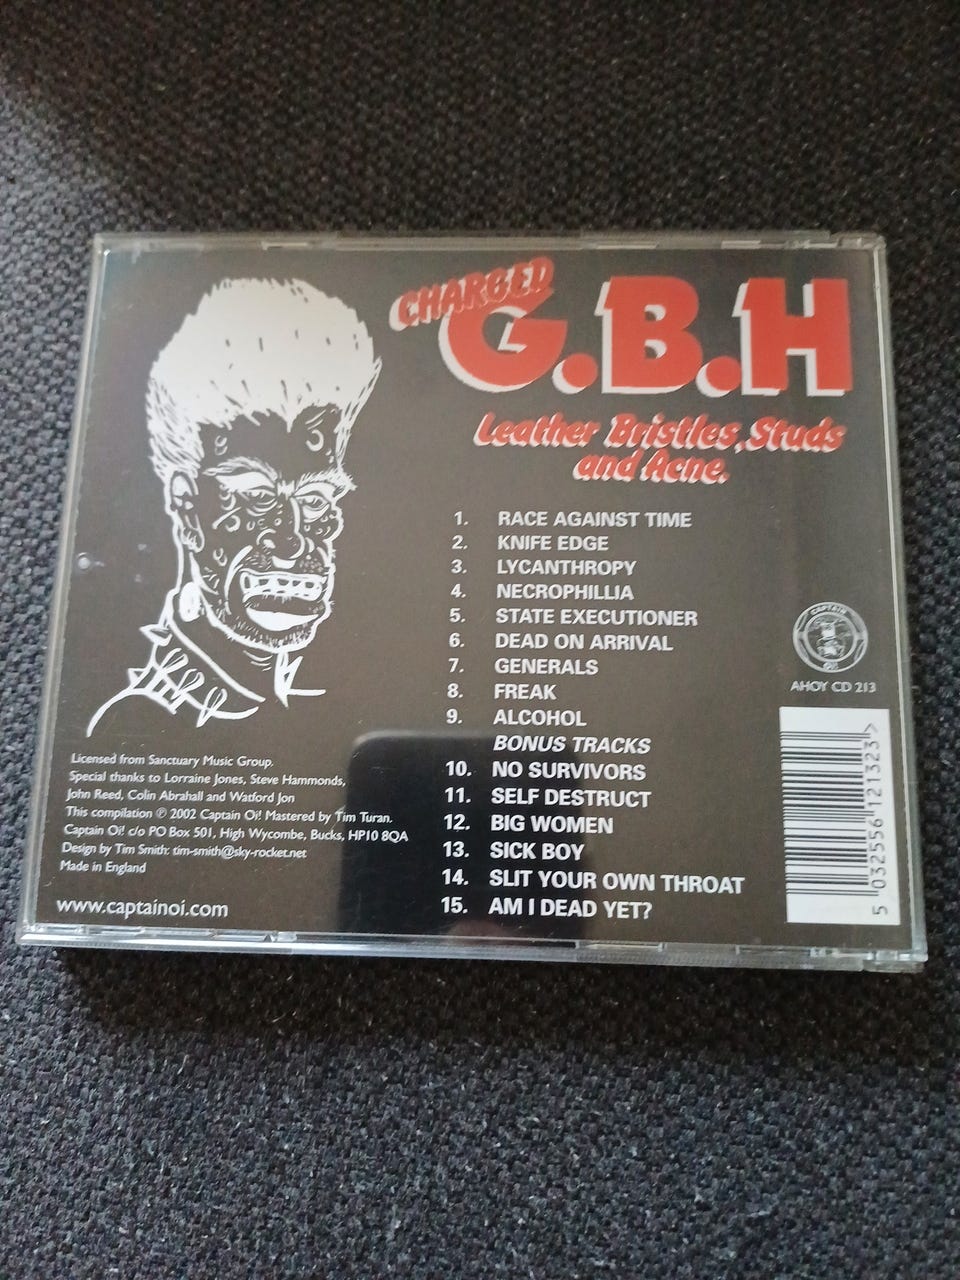 CHARGED
G.B.H
Leather Bristles, Studs
and Acne.
1. RACE AGAINST TIME
2. KNIFE EDGE
3. LYCANTHROPY
4. NECROPHILLIA
5. STATE EXECUTIONER
6. DEAD ON ARRIVAL
7. GENERALS
8. FREAK
9. ALCOHOL
BONUS TRACKS
10. NO SURVIVORS
11. SELF DESTRUCT
12. BIG WOMEN
13. SICK BOY
14. SLIT YOUR OWN THROAT
15. AM I DEAD YET?
CAPTAIN
OI!
AHOY CD 213
5 032556 121323 >
Licensed from Sanctuary Music Group.
Special thanks to Lorraine Jones, Steve Hammonds,
John Reed, Colin Abrahall and Watford Jon
This compilation ℗ 2002 Captain Oi! Mastered by Tim Turan.
Captain Oi! c/o PO Box 501, High Wycombe, Bucks, HP10 8QA
Design by Tim Smith: tim-smith@sky-rocket.net
Made in England
www.captainoi.com